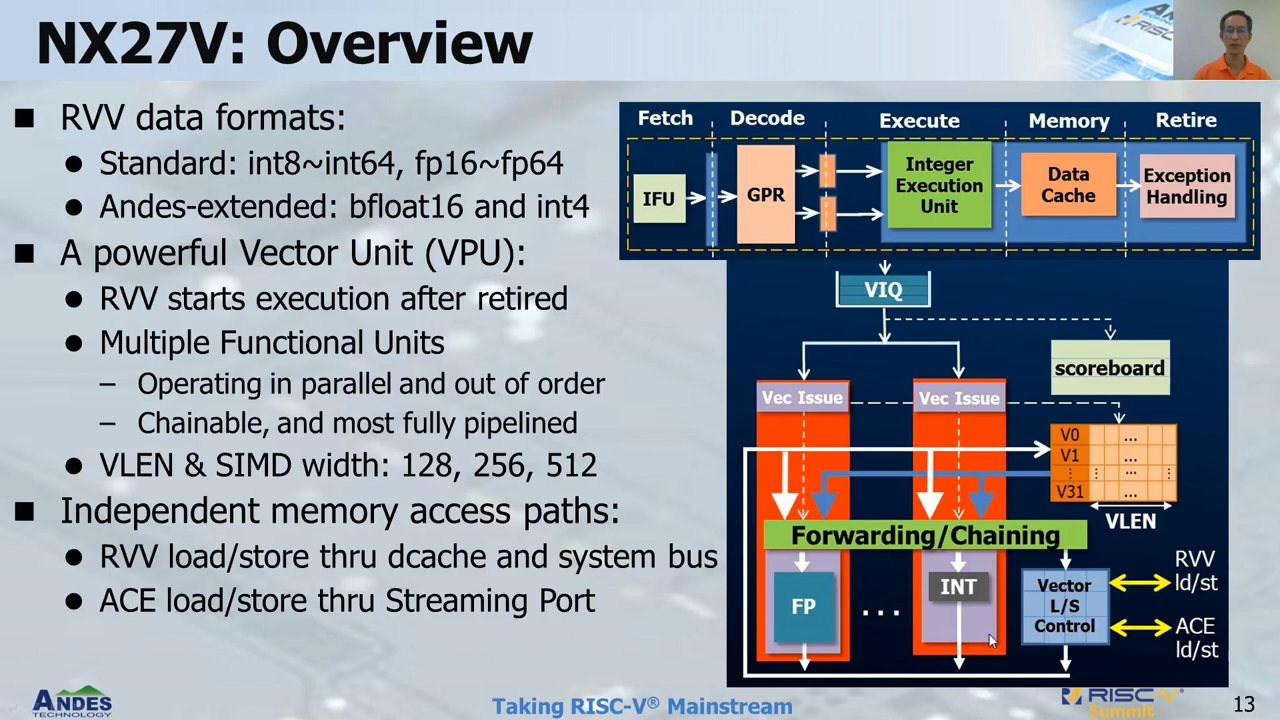 NX27V: Overview
■ RVV data formats:
● Standard: int8~int64, fp16~fp64
● Andes-extended: bfloat16 and int4
■ A powerful Vector Unit (VPU):
● RVV starts execution after retired
● Multiple Functional Units
– Operating in parallel and out of order
– Chainable, and most fully pipelined
● VLEN & SIMD width: 128, 256, 512
■ Independent memory access paths:
● RVV load/store thru dcache and system bus
● ACE load/store thru Streaming Port
Fetch Decode Execute Memory Retire
IFU
GPR
Integer
Execution
Unit
Data
Cache
Exception
Handling
VIQ
scoreboard
Vec Issue
Vec Issue
V0 ...
V1 ...
⋮ ⋮ ... ⋮
V31 ...
VLEN
Forwarding/Chaining
FP
...
INT
Vector
L/S
Control
RVV
ld/st
ACE
ld/st
ANDES
TECHNOLOGY
Taking RISC-V® Mainstream
RISC-V®
Summit
13